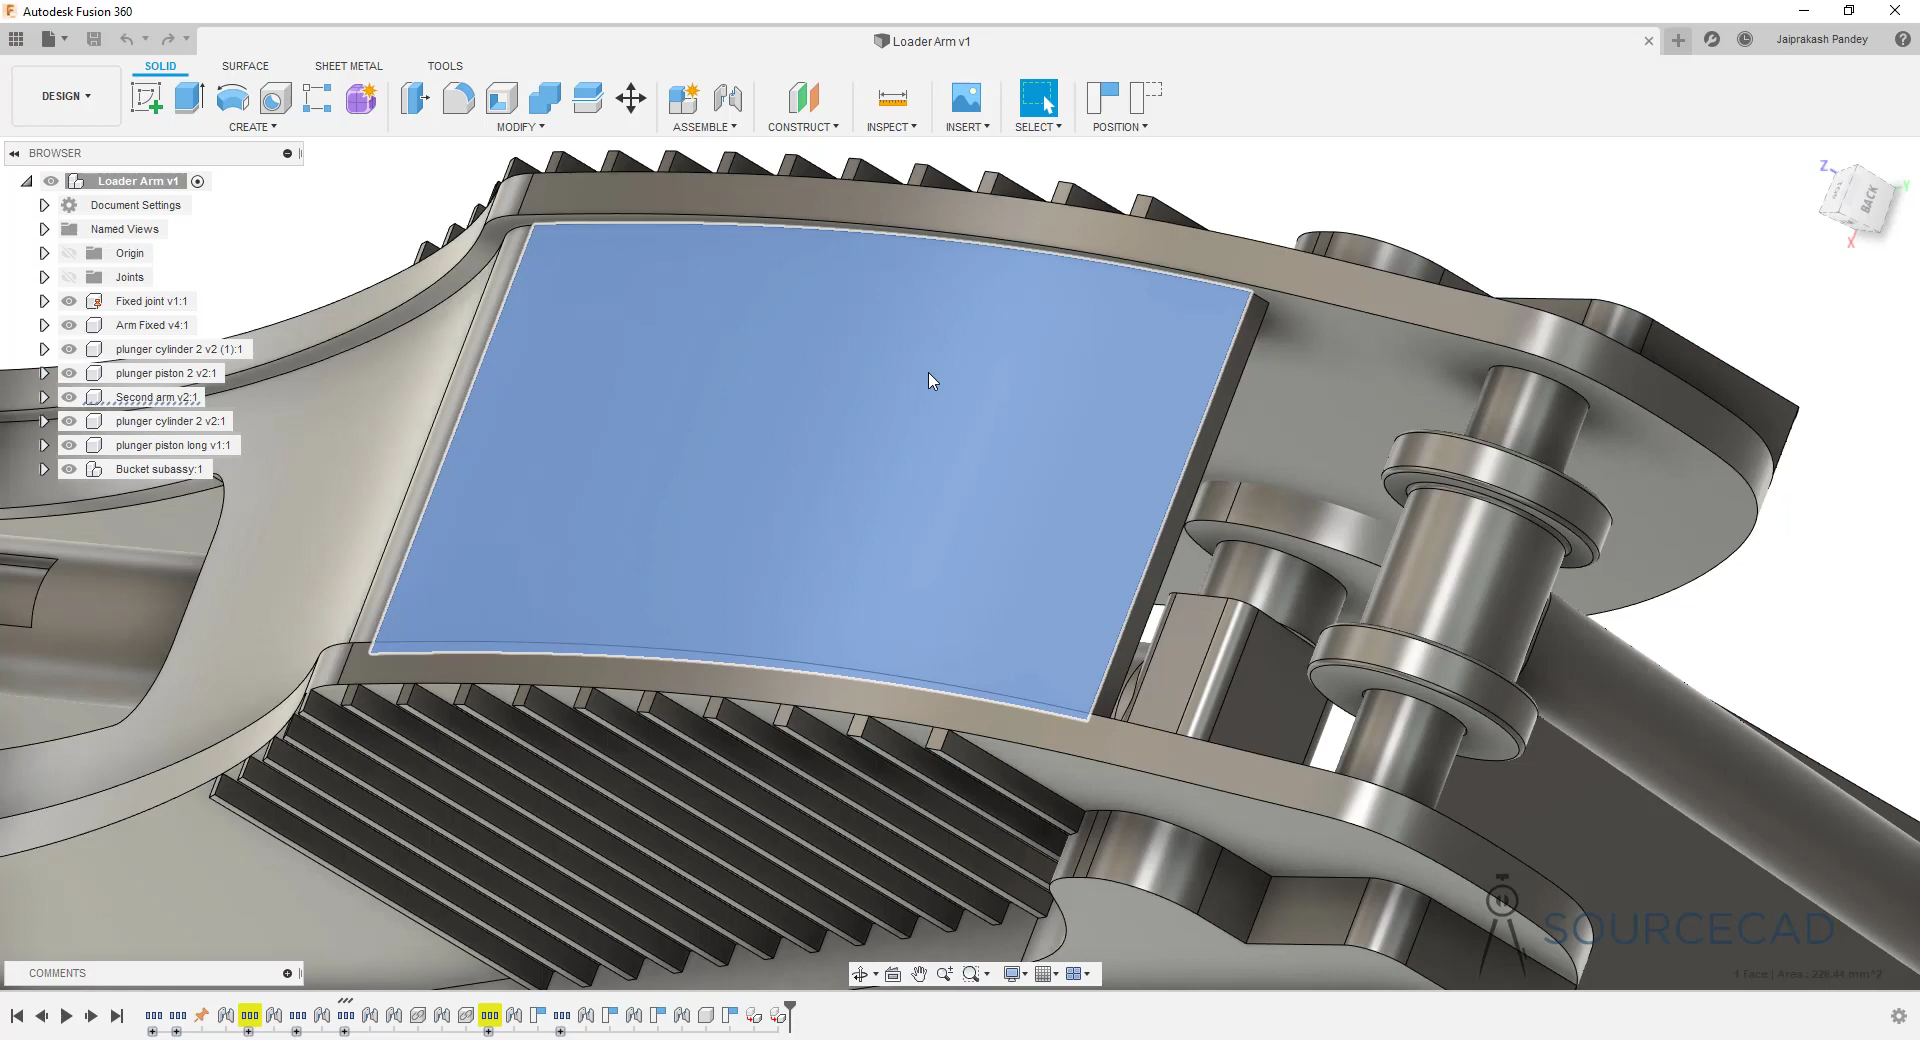 Autodesk Fusion 360
Loader Arm v1
Jaiprakash Pandey
DESIGN
SOLID SURFACE SHEET METAL TOOLS
CREATE MODIFY ASSEMBLE CONSTRUCT INSPECT INSERT SELECT POSITION
BROWSER
Loader Arm v1
Document Settings
Named Views
Origin
Joints
Fixed joint v1:1
Arm Fixed v4:1
plunger cylinder 2 v2 (1):1
plunger piston 2 v2:1
Second arm v2:1
plunger cylinder 2 v2:1
plunger piston long v1:1
Bucket subassy:1
Z
Y
BACK
X
SOURCECAD
1 Face | Area : 228.44 mm^2
COMMENTS